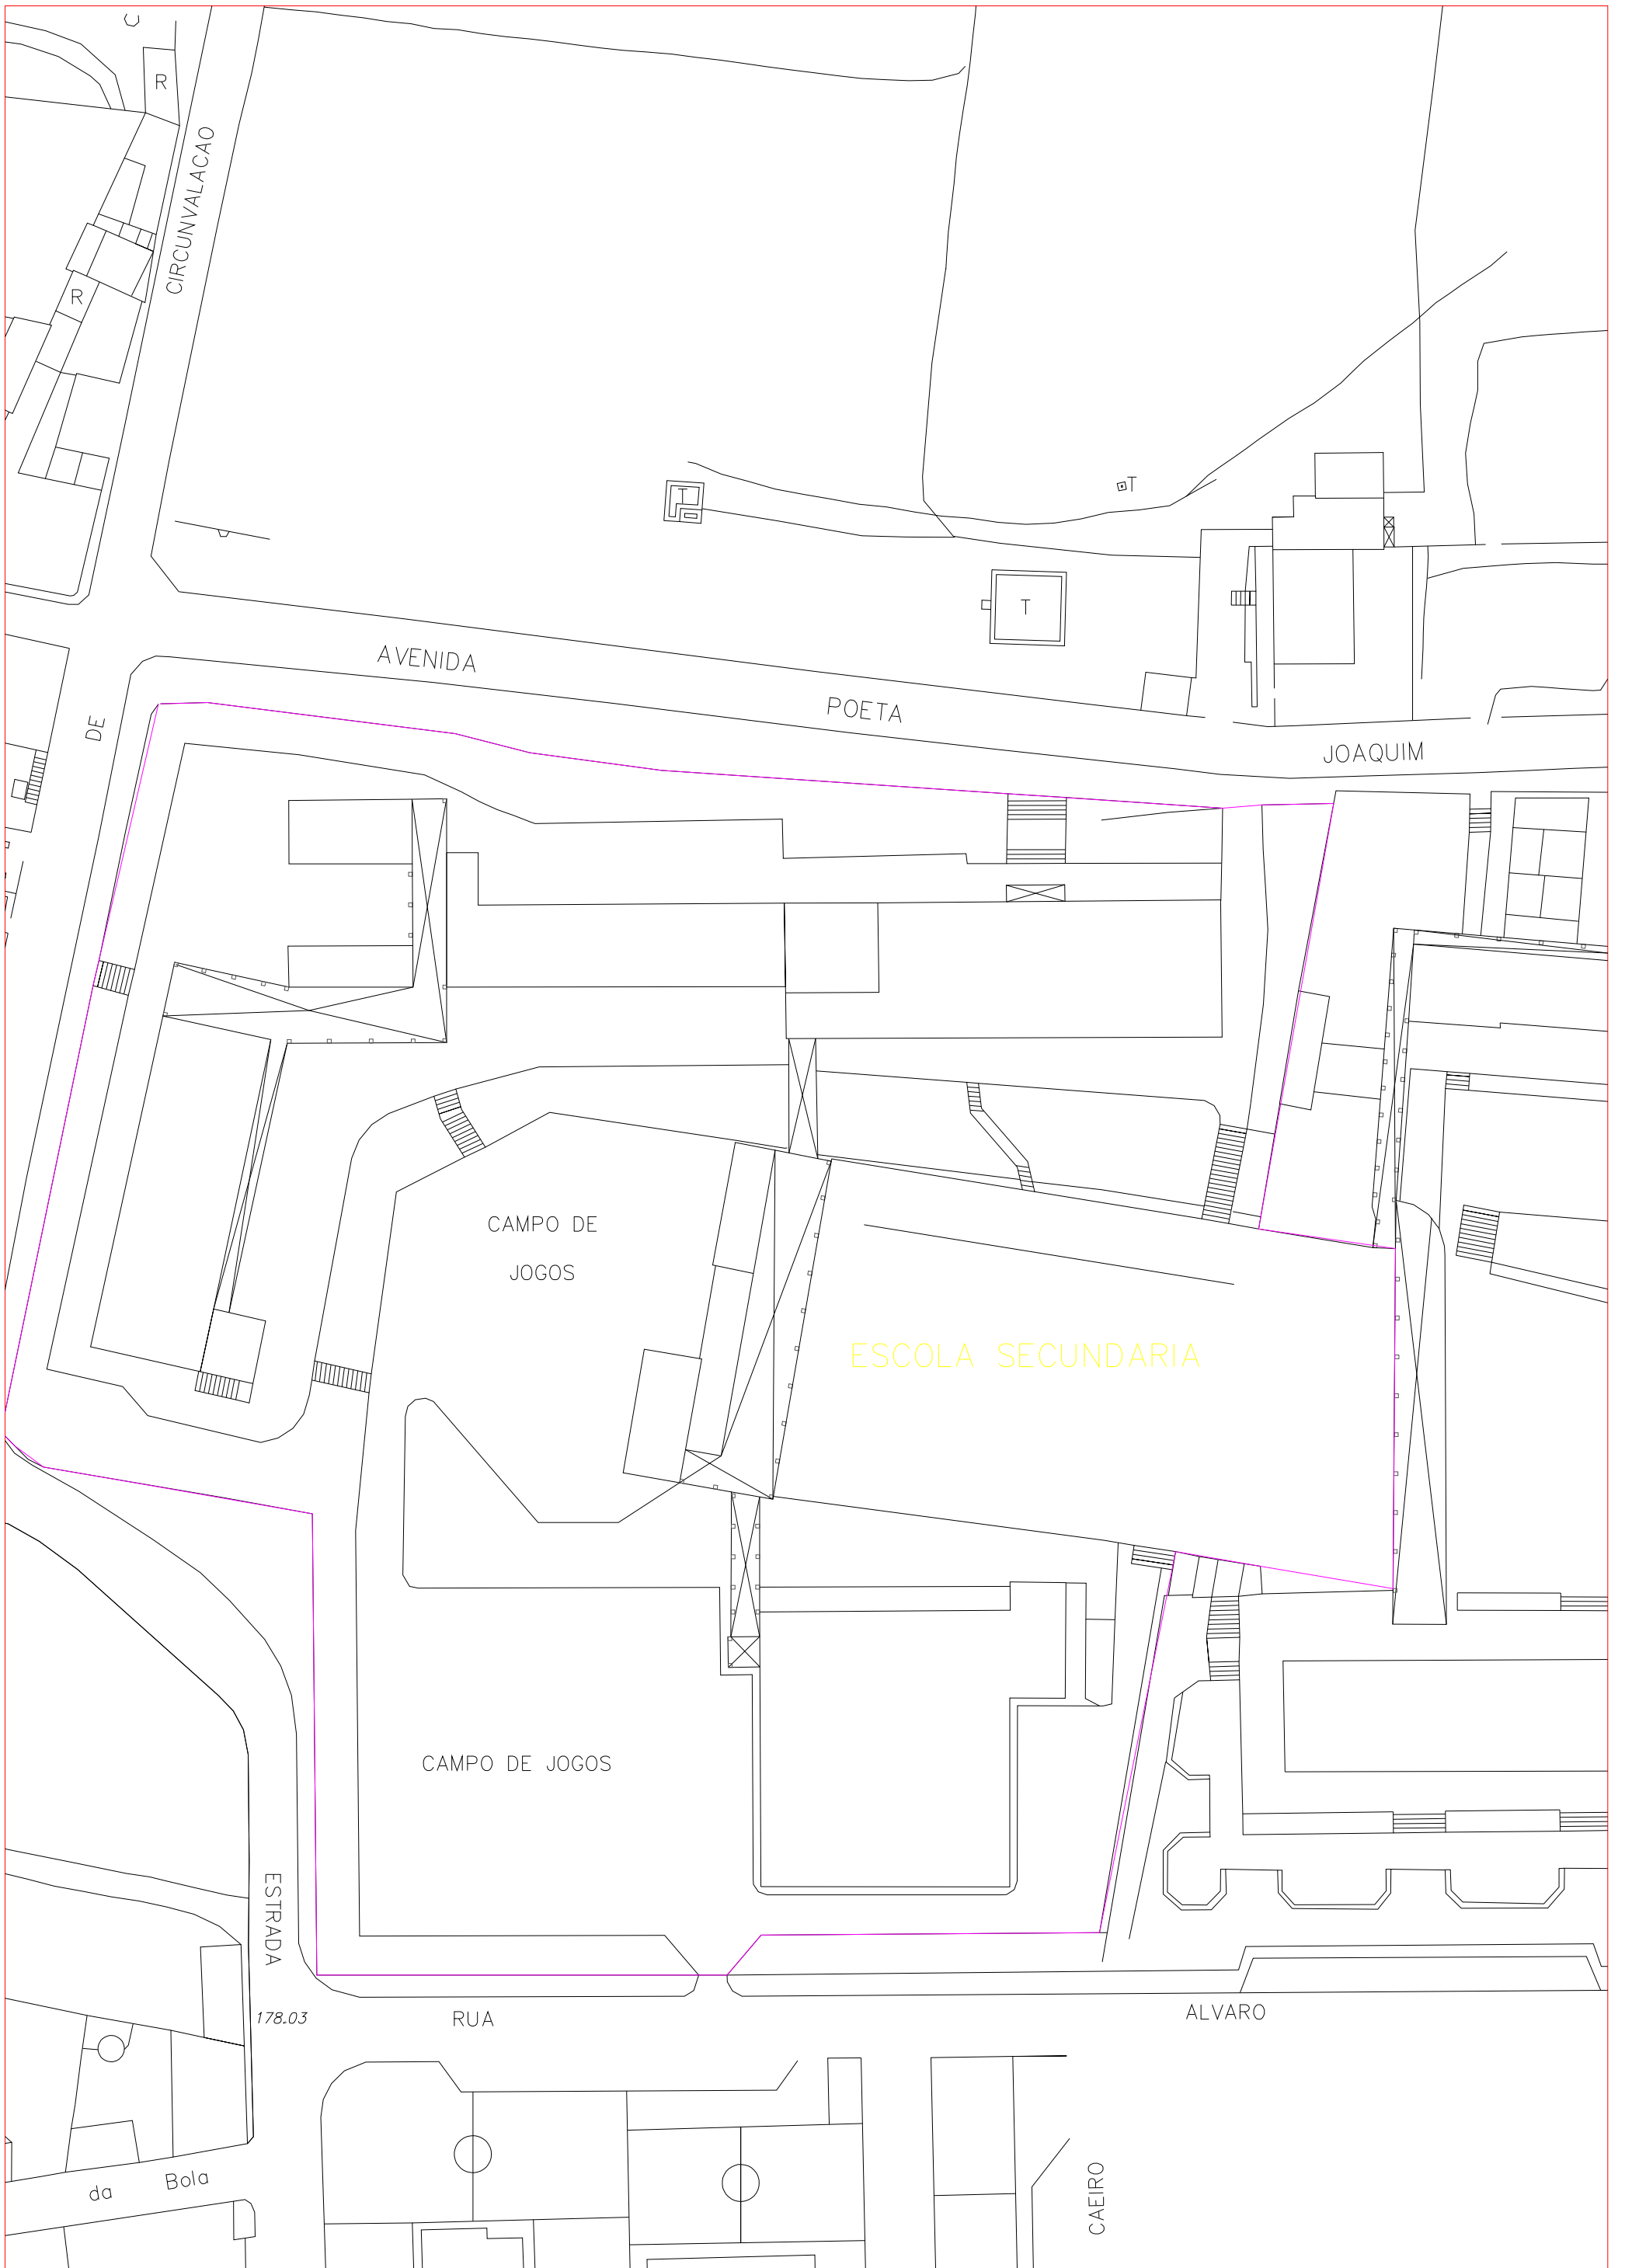 R
CIRCUNVALACAO
R
T
T
T
AVENIDA
POETA
JOAQUIM
DE
CAMPO DE
JOGOS
ESCOLA SECUNDARIA
CAMPO DE JOGOS
ESTRADA
178.03
RUA
ALVARO
CAEIRO
da Bola